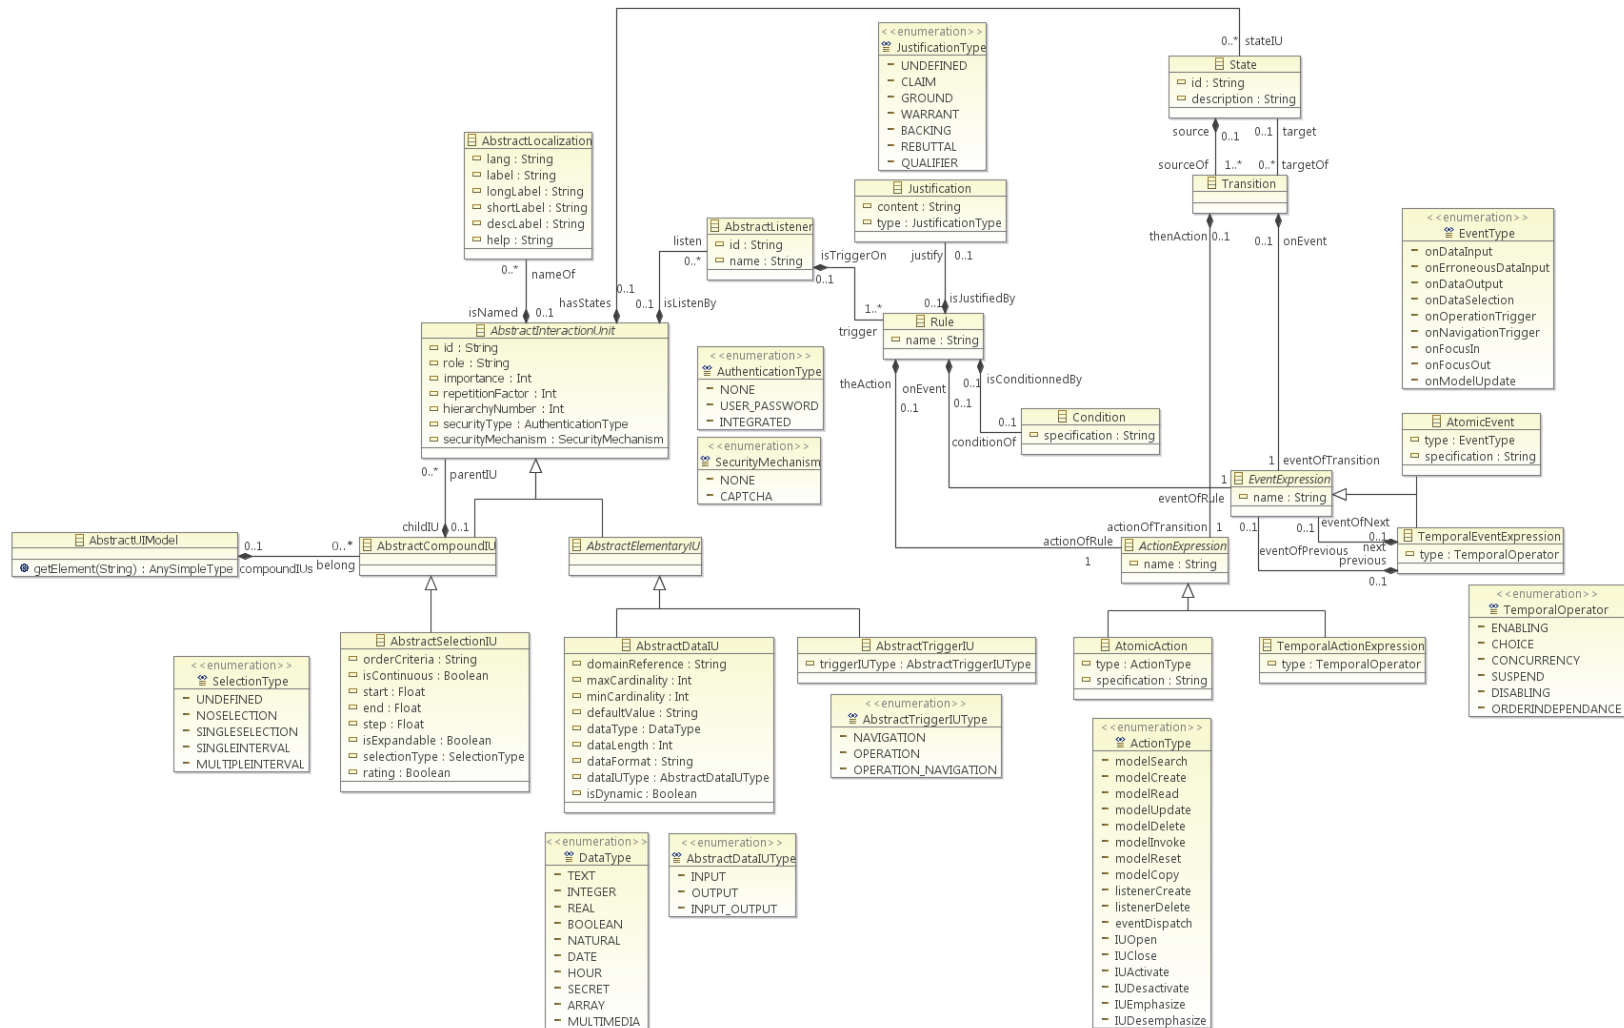 0..* stateIU
State
id : String
description : String
source 0..1
0..1 target
sourceOf 1..*
0..* targetOf
Transition
thenAction 0..1
0..1 onEvent
<<enumeration>>
JustificationType
UNDEFINED
CLAIM
GROUND
WARRANT
BACKING
REBUTTAL
QUALIFIER
Justification
content : String
type : JustificationType
justify 0..1
0..1 isJustifiedBy
AbstractLocalization
lang : String
label : String
longLabel : String
shortLabel : String
descLabel : String
help : String
0..* nameOf
isNamed 0..1
hasStates 0..1
AbstractListener
id : String
name : String
listen
0..*
0..1 isListenBy
isTriggerOn
0..1
1..*
trigger
Rule
name : String
theAction
0..1
onEvent
0..1
0..1 isConditionnedBy
0..1
conditionOf
Condition
specification : String
<<enumeration>>
EventType
onDataInput
onErroneousDataInput
onDataOutput
onDataSelection
onOperationTrigger
onNavigationTrigger
onFocusIn
onFocusOut
onModelUpdate
AbstractInteractionUnit
id : String
role : String
importance : Int
repetitionFactor : Int
hierarchyNumber : Int
securityType : AuthenticationType
securityMechanism : SecurityMechanism
<<enumeration>>
AuthenticationType
NONE
USER_PASSWORD
INTEGRATED
<<enumeration>>
SecurityMechanism
NONE
CAPTCHA
AtomicEvent
type : EventType
specification : String
1 eventOfTransition
EventExpression
name : String
1
eventOfRule
0..1
eventOfPrevious
0..1
eventOfNext
0..1
next
previous
0..1
TemporalEventExpression
type : TemporalOperator
actionOfTransition 1
actionOfRule
1
ActionExpression
name : String
0..* parentIU
childIU 0..1
AbstractUIModel
getElement(String) : AnySimpleType
0..1
compoundIUs
0..*
belong
AbstractCompoundIU
AbstractElementaryIU
<<enumeration>>
TemporalOperator
ENABLING
CHOICE
CONCURRENCY
SUSPEND
DISABLING
ORDERINDEPENDANCE
<<enumeration>>
SelectionType
UNDEFINED
NOSELECTION
SINGLESELECTION
SINGLEINTERVAL
MULTIPLEINTERVAL
AbstractSelectionIU
orderCriteria : String
isContinuous : Boolean
start : Float
end : Float
step : Float
isExpandable : Boolean
selectionType : SelectionType
rating : Boolean
AbstractDataIU
domainReference : String
maxCardinality : Int
minCardinality : Int
defaultValue : String
dataType : DataType
dataLength : Int
dataFormat : String
dataIUType : AbstractDataIUType
isDynamic : Boolean
AbstractTriggerIU
triggerIUType : AbstractTriggerIUType
<<enumeration>>
AbstractTriggerIUType
NAVIGATION
OPERATION
OPERATION_NAVIGATION
AtomicAction
type : ActionType
specification : String
TemporalActionExpression
type : TemporalOperator
<<enumeration>>
ActionType
modelSearch
modelCreate
modelRead
modelUpdate
modelDelete
modelInvoke
modelReset
modelCopy
listenerCreate
listenerDelete
eventDispatch
IUOpen
IUClose
IUActivate
IUDesactivate
IUEmphasize
IUDesemphasize
<<enumeration>>
DataType
TEXT
INTEGER
REAL
BOOLEAN
NATURAL
DATE
HOUR
SECRET
ARRAY
MULTIMEDIA
<<enumeration>>
AbstractDataIUType
INPUT
OUTPUT
INPUT_OUTPUT